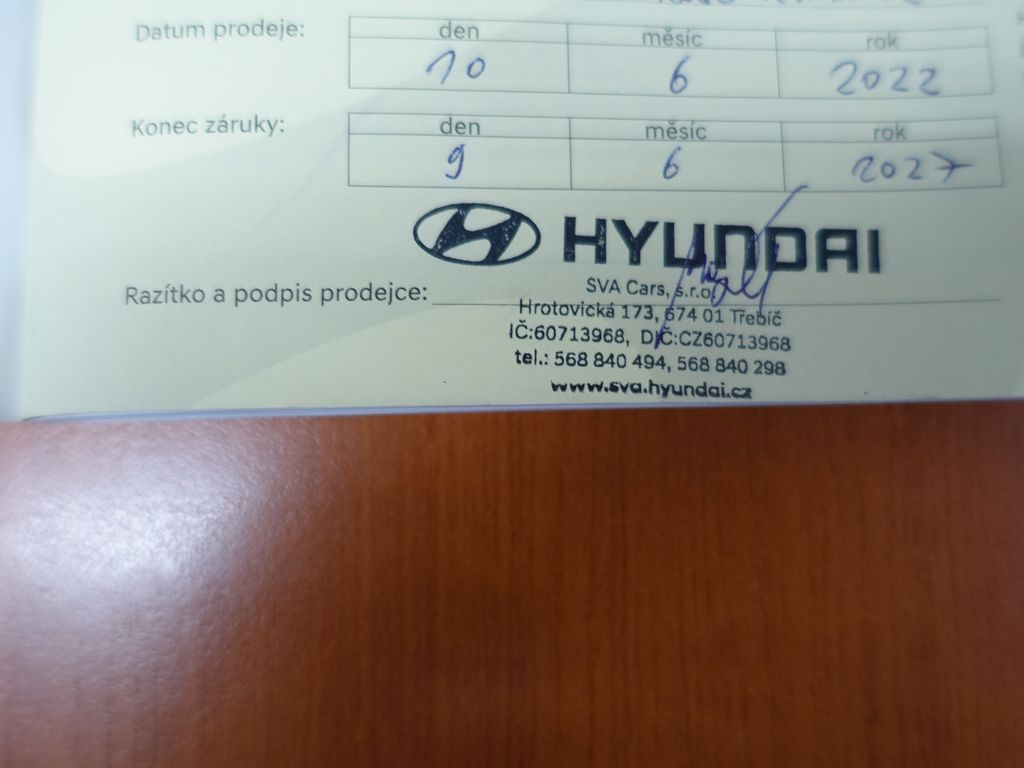 Datum prodeje: den měsíc rok
10 6 2022
Konec záruky: den měsíc rok
9 6 2027
HYUNDAI
Razítko a podpis prodejce:
SVA Cars, s.r.o.
Hrotovická 173, 674 01 Třebíč
IČ:60713968, DIČ:CZ60713968
tel.: 568 840 494, 568 840 298
www.sva.hyundai.cz